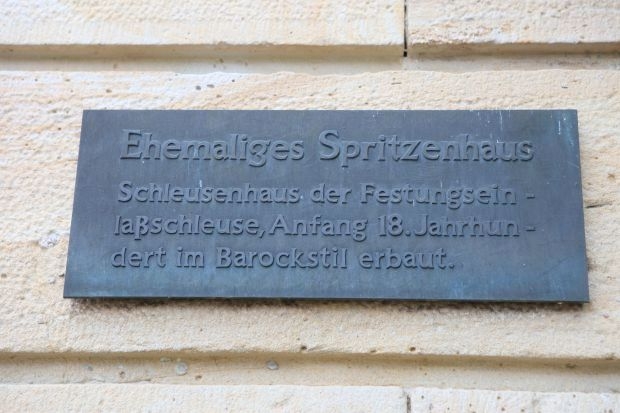 Ehemaliges Spritzenhaus
Schleusenhaus der Festungsein-
laßschleuse, Anfang 18. Jahrhun-
dert im Barockstil erbaut.